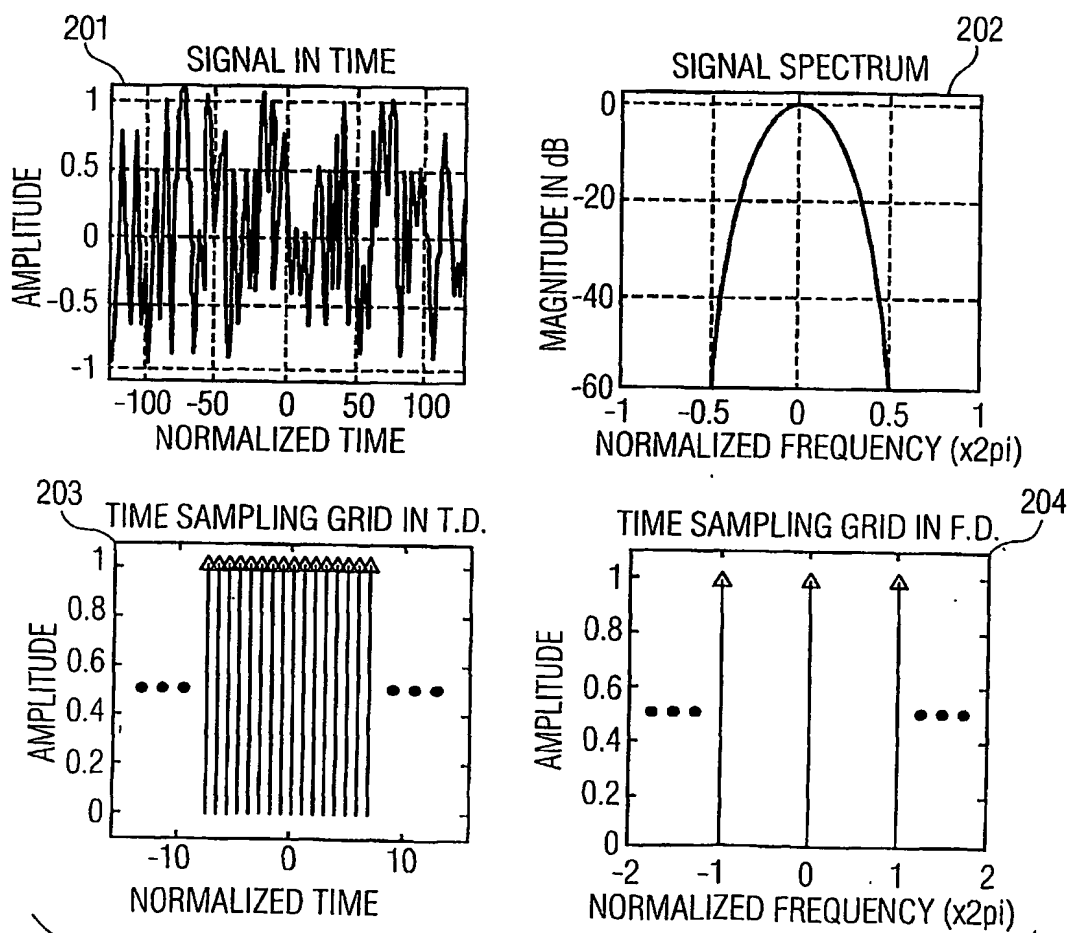 201
SIGNAL IN TIME
AMPLITUDE
1
0.5
0
-0.5
-1
-100 -50 0 50 100
NORMALIZED TIME
202
SIGNAL SPECTRUM
MAGNITUDE IN dB
0
-20
-40
-60
-1 -0.5 0 0.5 1
NORMALIZED FREQUENCY (x2pi)
203
TIME SAMPLING GRID IN T.D.
AMPLITUDE
1
0.8
0.6
0.4
0.2
0
-10 0 10
NORMALIZED TIME
204
TIME SAMPLING GRID IN F.D.
AMPLITUDE
1
0.8
0.6
0.4
0.2
0
-2 -1 0 1 2
NORMALIZED FREQUENCY (x2pi)